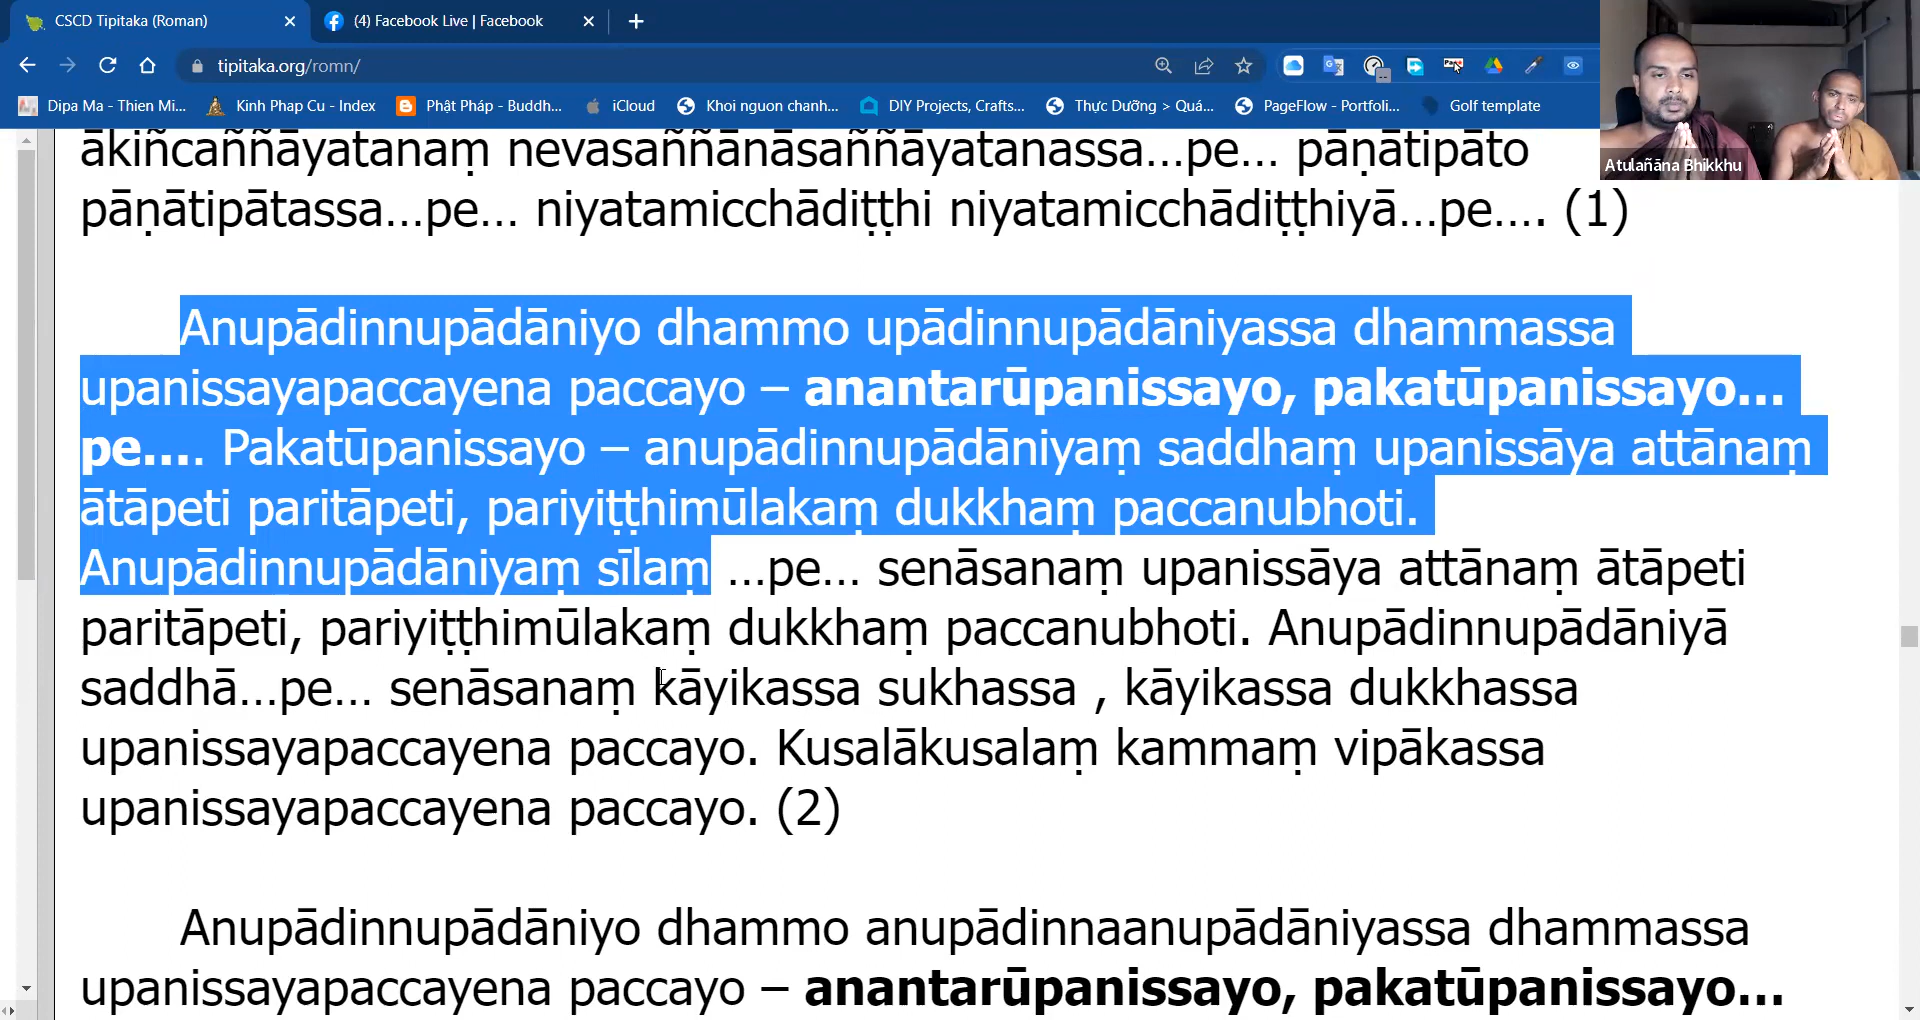 CSCD Tipitaka (Roman)
(4) Facebook Live | Facebook
tipitaka.org/romn/
Dipa Ma - Thien Mi...
Kinh Phap Cu - Index
Phật Pháp - Buddh...
iCloud
Khoi nguon chanh...
DIY Projects, Crafts...
Thực Dưỡng > Quá...
PageFlow - Portfoli...
Golf template
Atulañāna Bhikkhu
ākiñcaññāyatanaṃ nevasaññānāsaññāyatanassa…pe… pāṇātipāto
pāṇātipātassa…pe… niyatamicchādiṭṭhi niyatamicchādiṭṭhiyā…pe…. (1)
Anupādinnupādāniyo dhammo upādinnupādāniyassa dhammassa
upanissayapaccayena paccayo – anantarūpanissayo, pakatūpanissayo…
pe…. Pakatūpanissayo – anupādinnupādāniyaṃ saddhaṃ upanissāya attānaṃ
ātāpeti paritāpeti, pariyiṭṭhimūlakaṃ dukkhaṃ paccanubhoti.
Anupādinnupādāniyaṃ sīlaṃ …pe… senāsanaṃ upanissāya attānaṃ ātāpeti
paritāpeti, pariyiṭṭhimūlakaṃ dukkhaṃ paccanubhoti. Anupādinnupādāniyā
saddhā…pe… senāsanaṃ kāyikassa sukhassa , kāyikassa dukkhassa
upanissayapaccayena paccayo. Kusalākusalaṃ kammaṃ vipākassa
upanissayapaccayena paccayo. (2)
Anupādinnupādāniyo dhammo anupādinnaanupādāniyassa dhammassa
upanissayapaccayena paccayo – anantarūpanissayo, pakatūpanissayo…